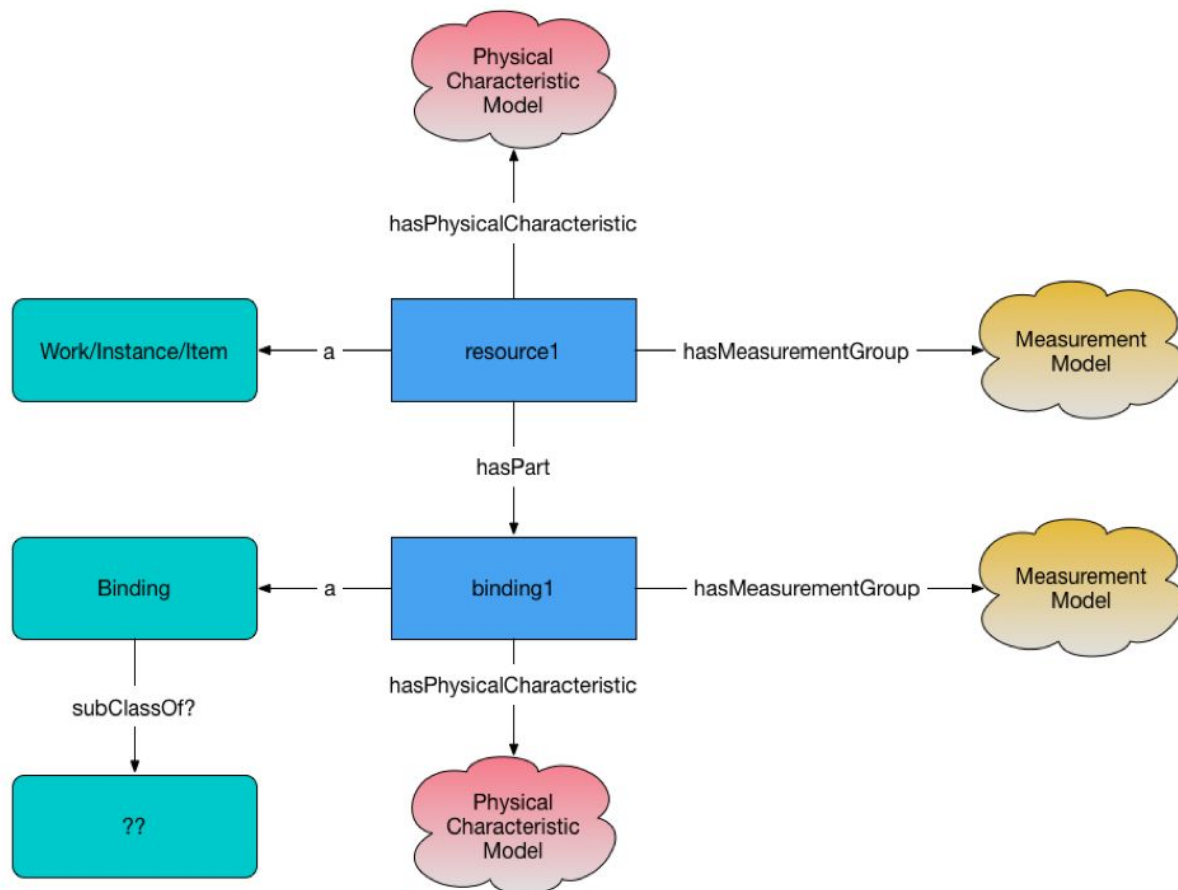 Physical
Characteristic
Model
hasPhysicalCharacteristic
Work/Instance/Item
a
resource1
hasMeasurementGroup
Measurement
Model
hasPart
Binding
a
binding1
hasMeasurementGroup
Measurement
Model
subClassOf?
hasPhysicalCharacteristic
??
Physical
Characteristic
Model